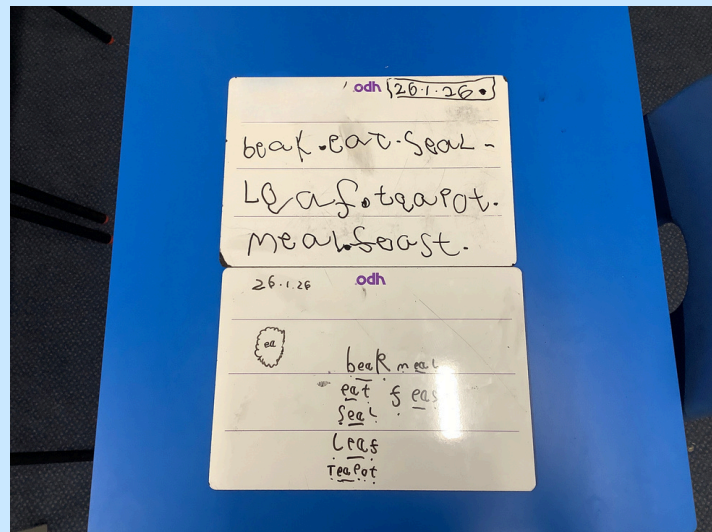 odh 26.1.26.
beak.eat.seaL-
Leaf.teapot.
meaL.feast.
26.1.26 odh
ea
beak meal
eat feas
SeaL
Leaf
Teapot